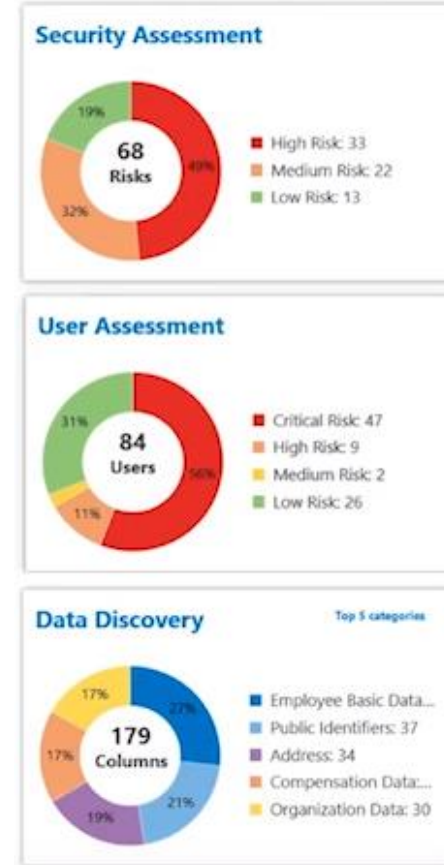 Security Assessment
19%
68
Risks
49%
32%
High Risk: 33
Medium Risk: 22
Low Risk: 13
User Assessment
31%
84
Users
56%
11%
Critical Risk: 47
High Risk: 9
Medium Risk: 2
Low Risk: 26
Data Discovery
Top 5 categories
17%
27%
179
Columns
17%
19%
21%
Employee Basic Data...
Public Identifiers: 37
Address: 34
Compensation Data:...
Organization Data: 30